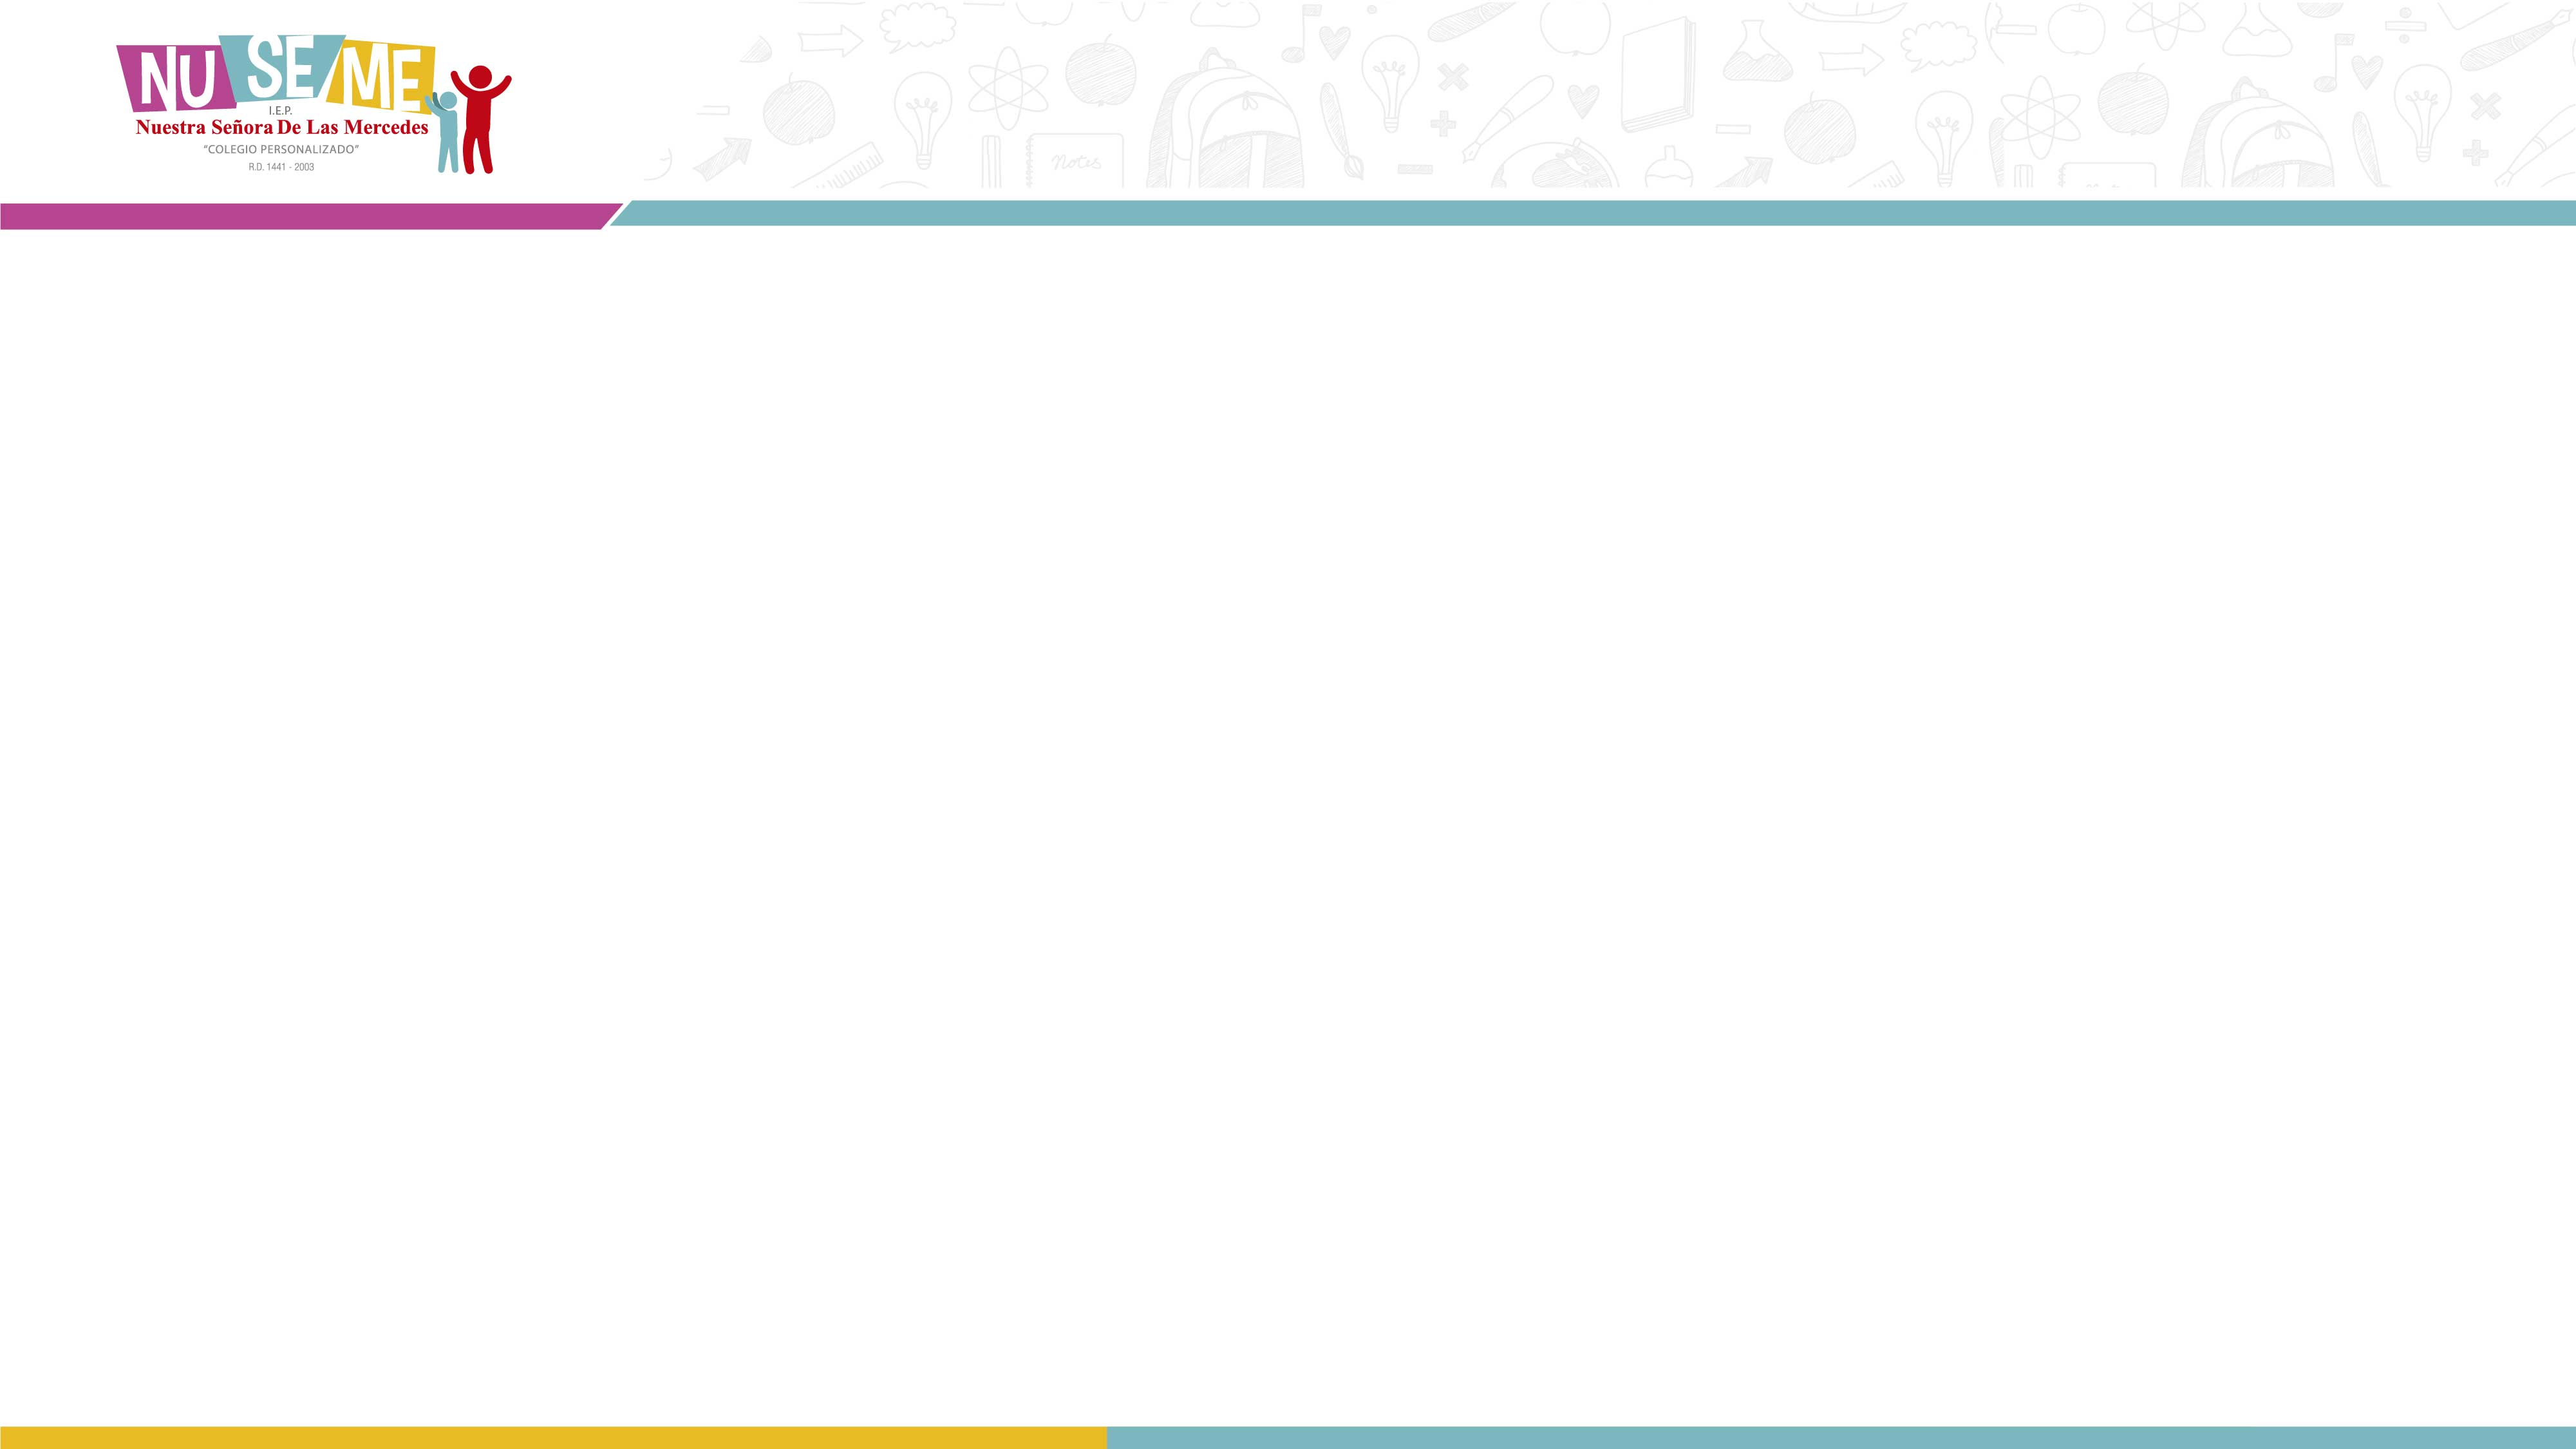 NU SE ME
I.E.P.
Nuestra Señora De Las Mercedes
"COLEGIO PERSONALIZADO"
R.D. 1441 - 2003
Notes